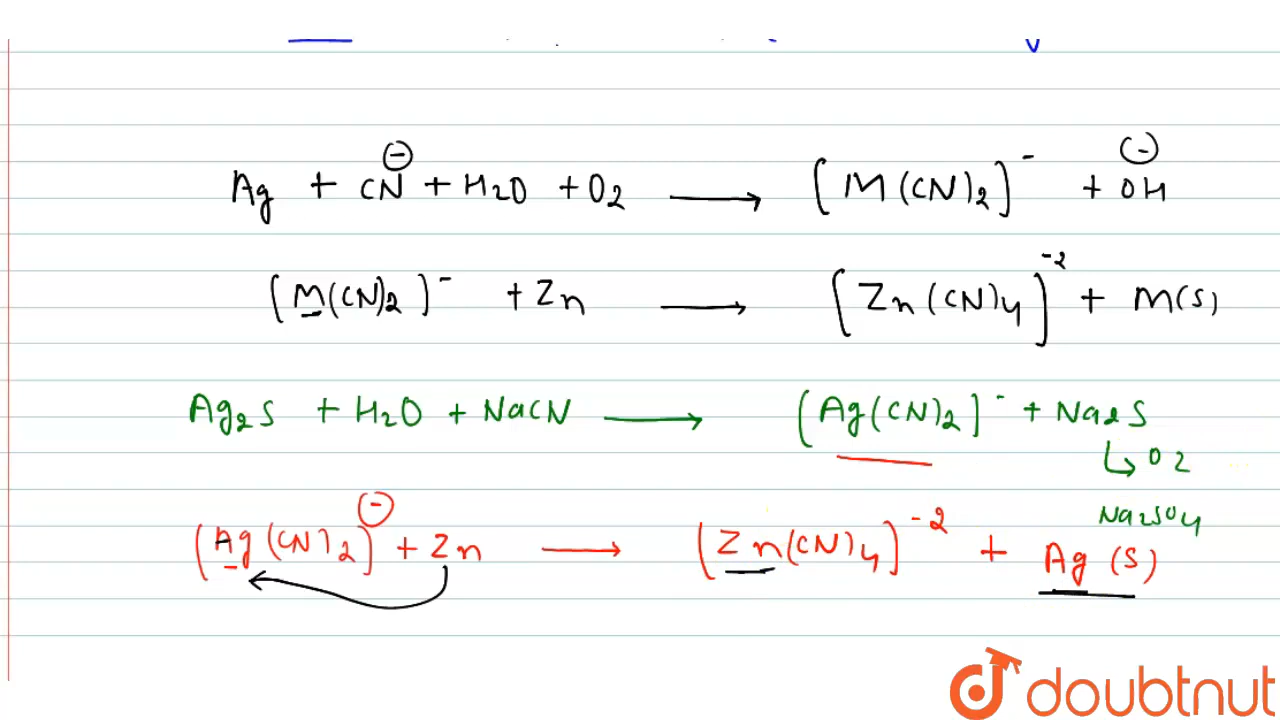 Ag + CN⊖ + H2O + O2 ⟶ [M(CN)2]⁻ + OH⊖
[M(CN)2]⁻ + Zn ⟶ [Zn(CN)4]⁻² + M(s)
Ag2S + H2O + NaCN ⟶ [Ag(CN)2]⁻ + Na2S
↳ O2
Na2SO4
[Ag(CN)2]⊖ + Zn ⟶ [Zn(CN)4]⁻² + Ag (s)
doubtnut